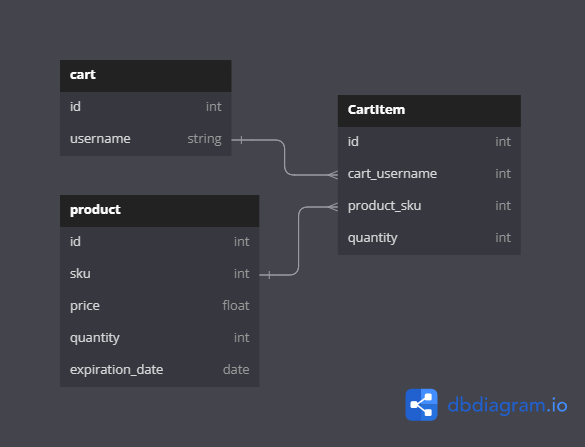 cart
id int
username string
CartItem
id int
cart_username int
product_sku int
quantity int
product
id int
sku int
price float
quantity int
expiration_date date
dbdiagram.io